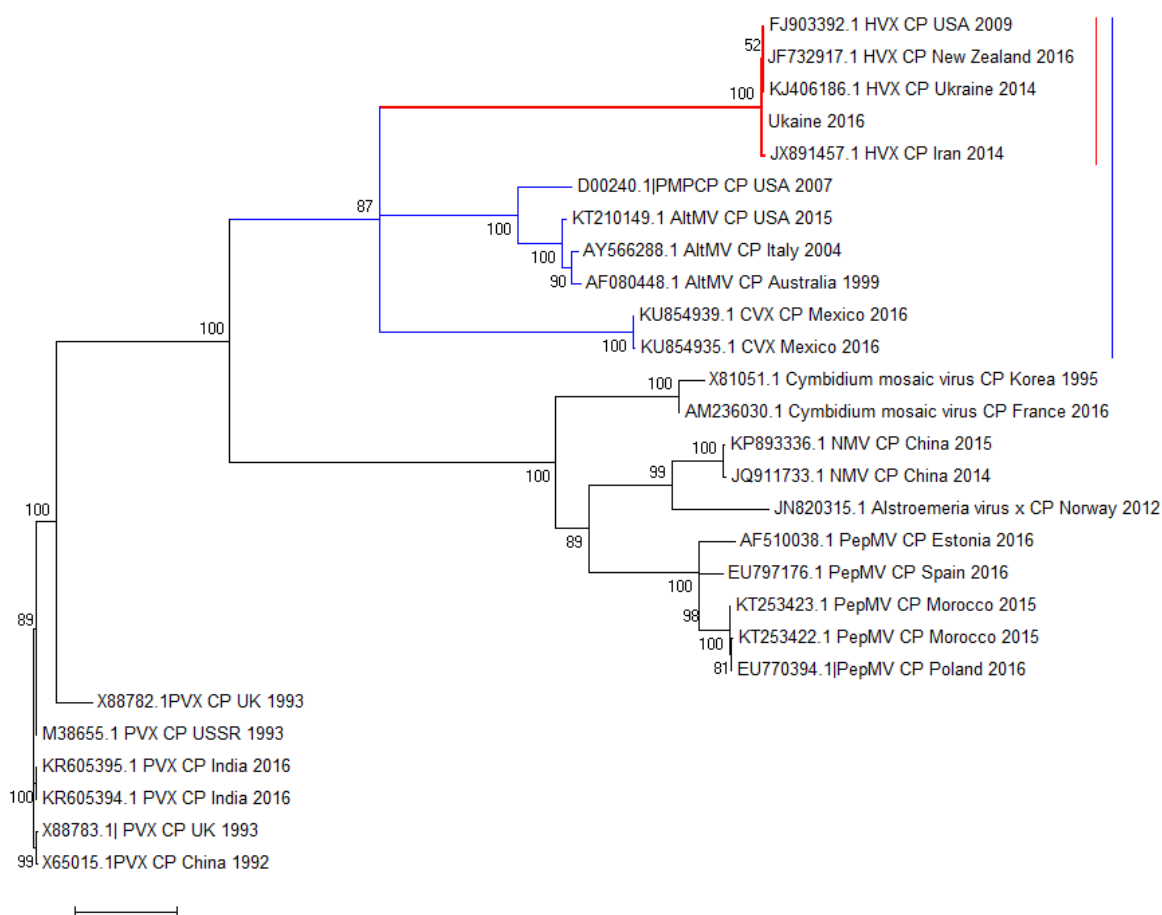 FJ903392.1 HVX CP USA 2009
52
JF732917.1 HVX CP New Zealand 2016
KJ406186.1 HVX CP Ukraine 2014
100
Ukaine 2016
JX891457.1 HVX CP Iran 2014
D00240.1|PMPCP CP USA 2007
87
KT210149.1 AltMV CP USA 2015
100
AY566288.1 AltMV CP Italy 2004
100
AF080448.1 AltMV CP Australia 1999
90
KU854939.1 CVX CP Mexico 2016
100
KU854935.1 CVX Mexico 2016
100
X81051.1 Cymbidium mosaic virus CP Korea 1995
100
AM236030.1 Cymbidium mosaic virus CP France 2016
KP893336.1 NMV CP China 2015
100
JQ911733.1 NMV CP China 2014
99
100
JN820315.1 Alstroemeria virus x CP Norway 2012
100
AF510038.1 PepMV CP Estonia 2016
89
EU797176.1 PepMV CP Spain 2016
100
KT253423.1 PepMV CP Morocco 2015
98
89
KT253422.1 PepMV CP Morocco 2015
100
EU770394.1|PepMV CP Poland 2016
81
X88782.1PVX CP UK 1993
M38655.1 PVX CP USSR 1993
KR605395.1 PVX CP India 2016
KR605394.1 PVX CP India 2016
100
X88783.1| PVX CP UK 1993
X65015.1PVX CP China 1992
99